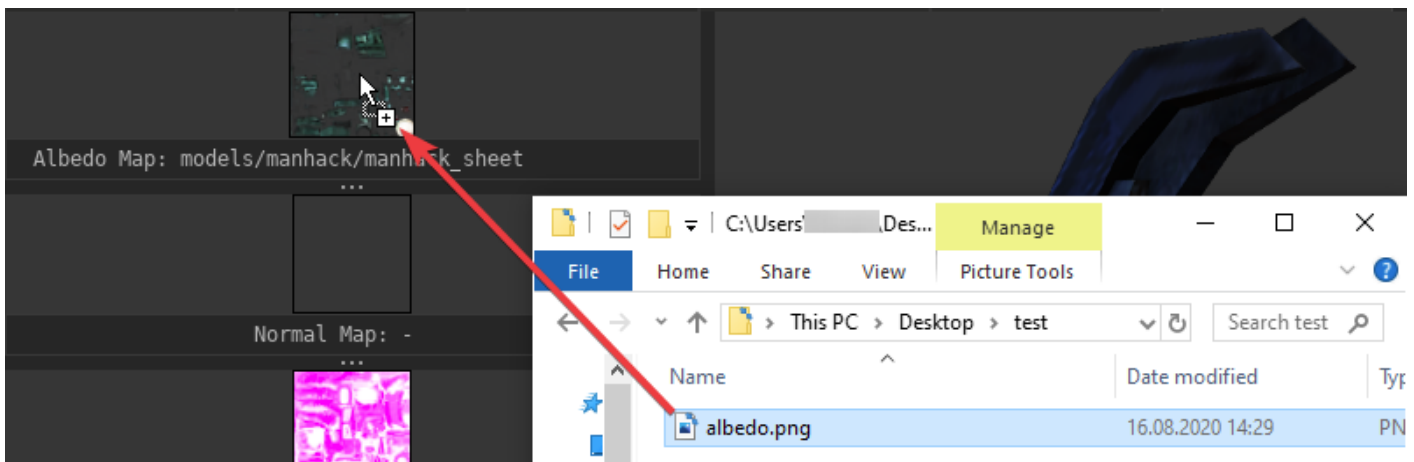 Albedo Map: models/manhack/manhack_sheet
...
Normal Map: -
...
C:\Users\ \Des...
Manage
File Home Share View Picture Tools
This PC > Desktop > test
Search test
Name Date modified Typ
albedo.png 16.08.2020 14:29 PN